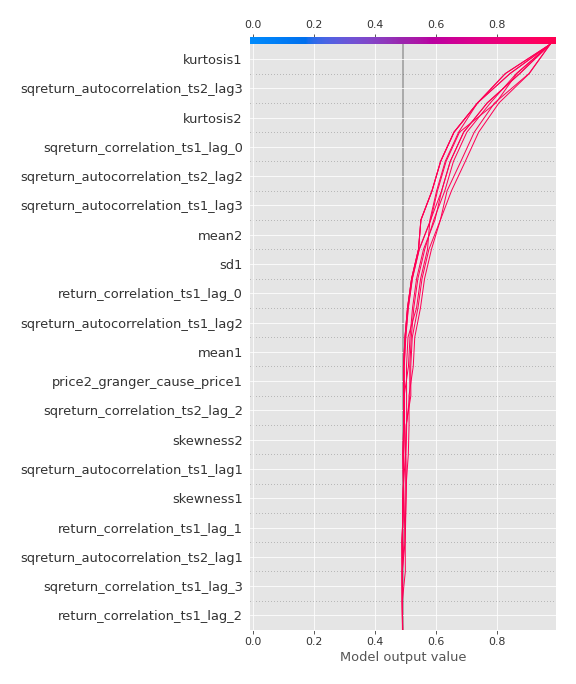 0.0 0.2 0.4 0.6 0.8
kurtosis1
sqreturn_autocorrelation_ts2_lag3
kurtosis2
sqreturn_correlation_ts1_lag_0
sqreturn_autocorrelation_ts2_lag2
sqreturn_autocorrelation_ts1_lag3
mean2
sd1
return_correlation_ts1_lag_0
sqreturn_autocorrelation_ts1_lag2
mean1
price2_granger_cause_price1
sqreturn_correlation_ts2_lag_2
skewness2
sqreturn_autocorrelation_ts1_lag1
skewness1
return_correlation_ts1_lag_1
sqreturn_autocorrelation_ts2_lag1
sqreturn_correlation_ts1_lag_3
return_correlation_ts1_lag_2
0.0 0.2 0.4 0.6 0.8
Model output value